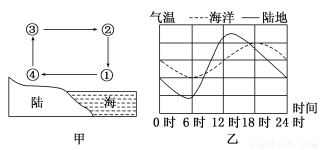 气温 ---海洋 —陆地
③ ②
④ ①
陆 海
0时 6时 12时 18时 24时 时间
甲 乙